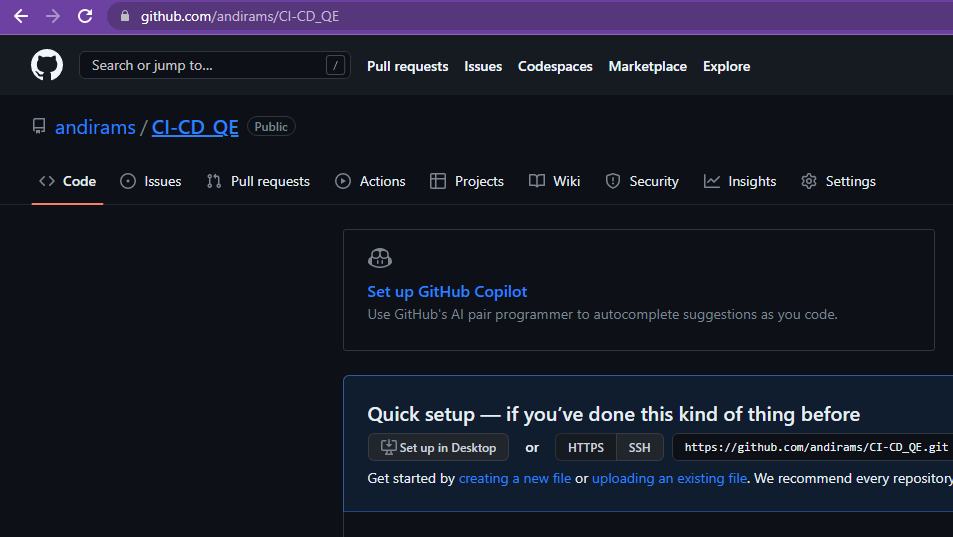 github.com/andirams/CI-CD_QE
Search or jump to... / Pull requests Issues Codespaces Marketplace Explore
andirams / CI-CD_QE Public
Code Issues Pull requests Actions Projects Wiki Security Insights Settings
Set up GitHub Copilot
Use GitHub's AI pair programmer to autocomplete suggestions as you code.
Quick setup — if you’ve done this kind of thing before
Set up in Desktop or HTTPS SSH https://github.com/andirams/CI-CD_QE.git
Get started by creating a new file or uploading an existing file. We recommend every repository